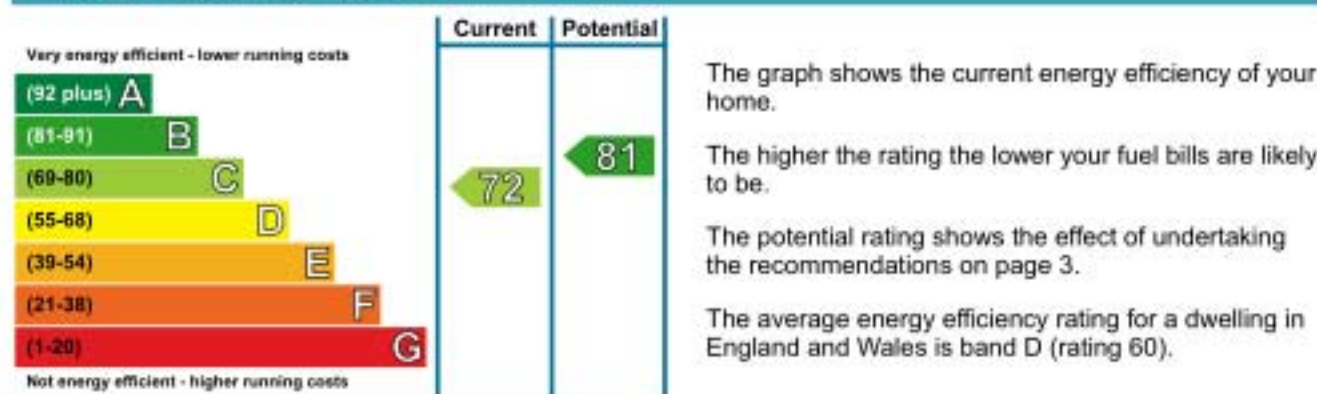 Current Potential
Very energy efficient - lower running costs
(92 plus) A
(81-91) B
(69-80) C
(55-68) D
(39-54) E
(21-38) F
(1-20) G
Not energy efficient - higher running costs
72
81
The graph shows the current energy efficiency of your
home.
The higher the rating the lower your fuel bills are likely
to be.
The potential rating shows the effect of undertaking
the recommendations on page 3.
The average energy efficiency rating for a dwelling in
England and Wales is band D (rating 60).